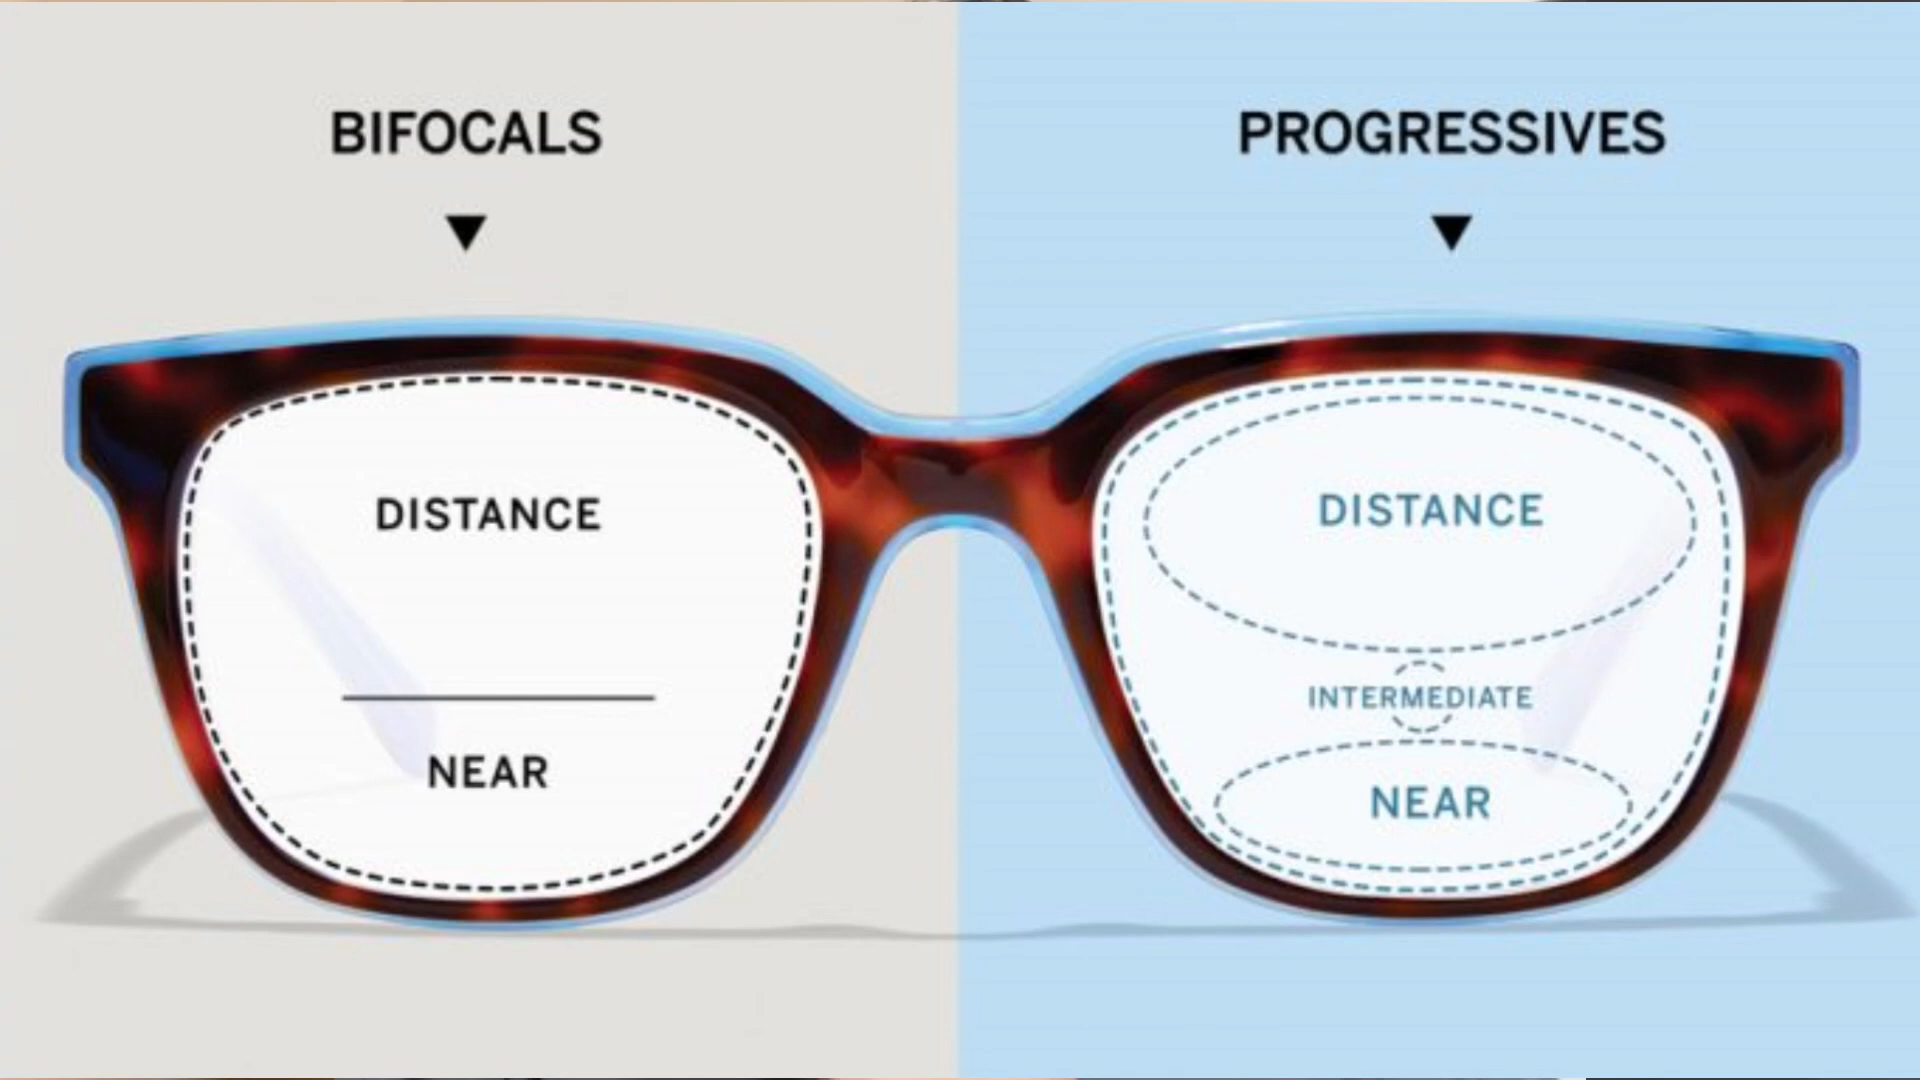 BIFOCALS
DISTANCE
NEAR
PROGRESSIVES
DISTANCE
INTERMEDIATE
NEAR